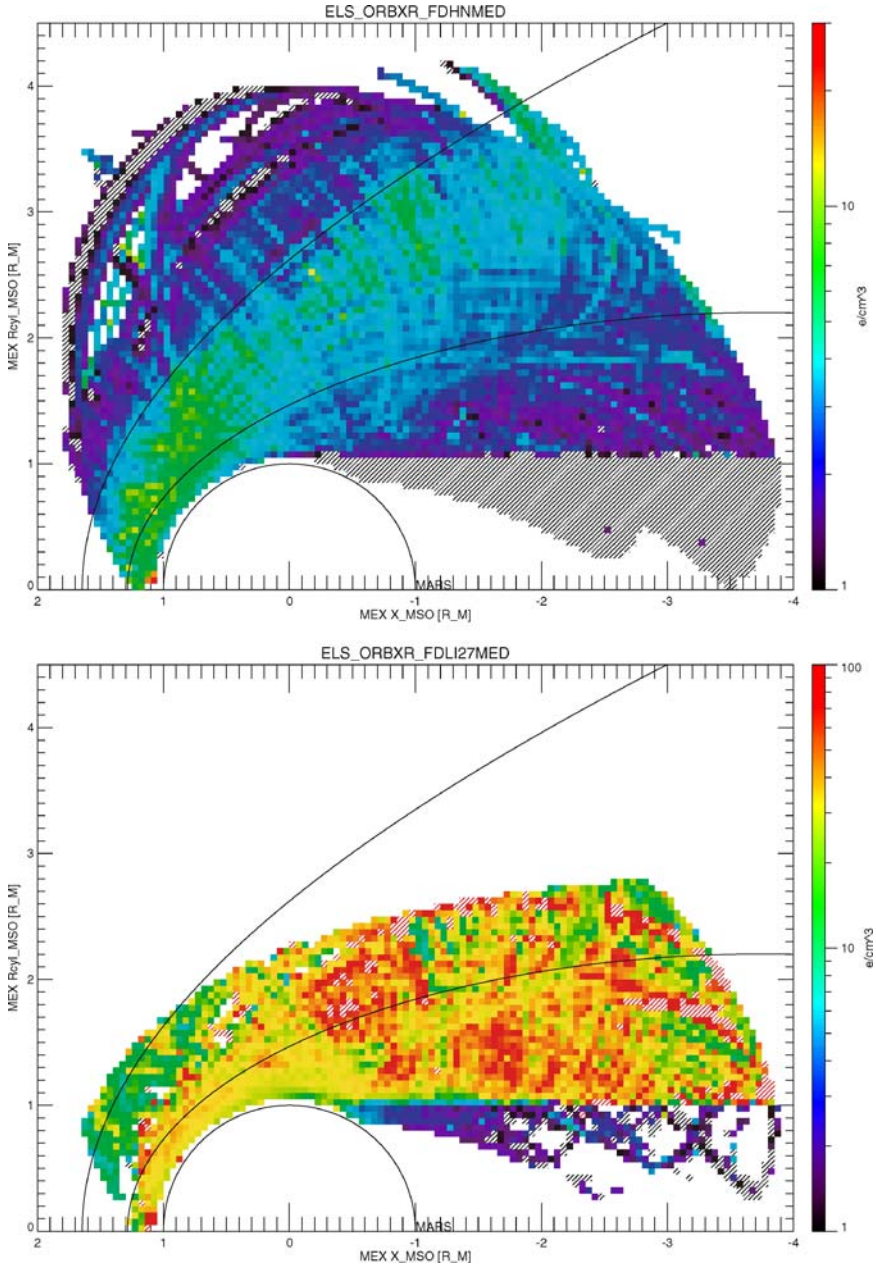 ELS_ORBXR_FDHNMED
4
3
2
1
0
MEX Rcyl_MSO [R_M]
2
1
0
-1
-2
-3
-4
MARS
MEX X_MSO [R_M]
10
1
e/cm^3
ELS_ORBXR_FDLI27MED
4
3
2
1
0
MEX Rcyl_MSO [R_M]
2
1
0
-1
-2
-3
-4
MARS
MEX X_MSO [R_M]
100
10
1
e/cm^3